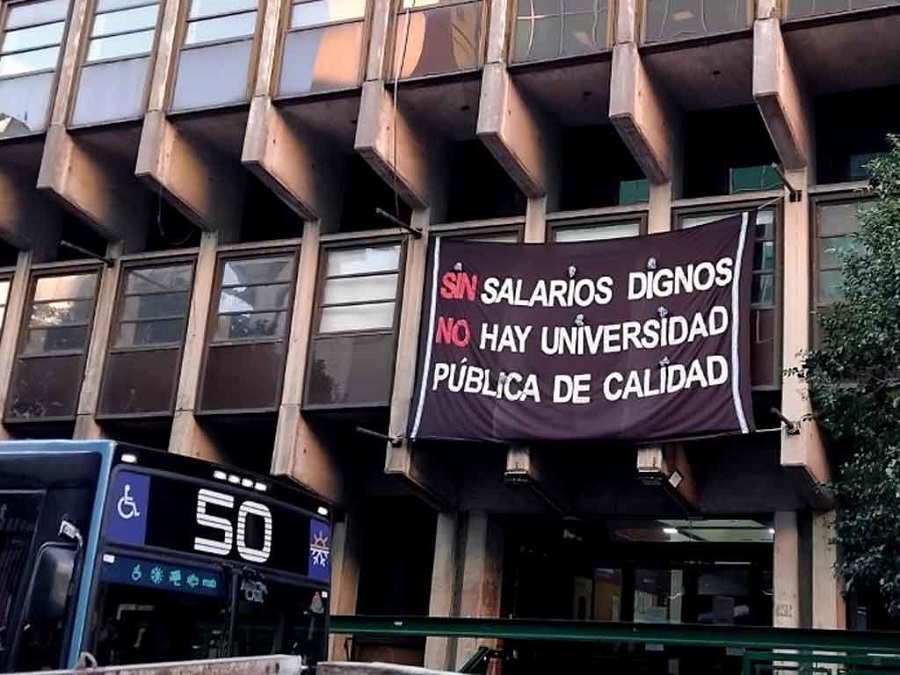 SIN SALARIOS DIGNOS
NO HAY UNIVERSIDAD
PÚBLICA DE CALIDAD
50